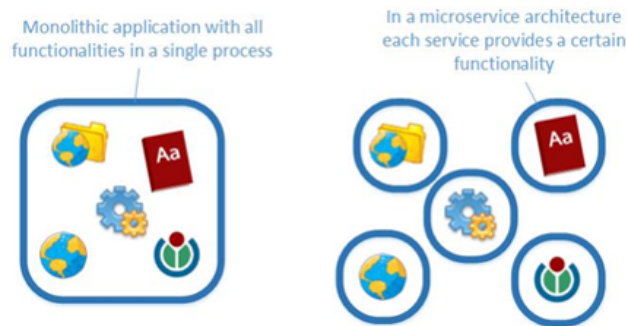 Monolithic application with all
functionalities in a single process
In a microservice architecture
each service provides a certain
functionality
Aa
Aa